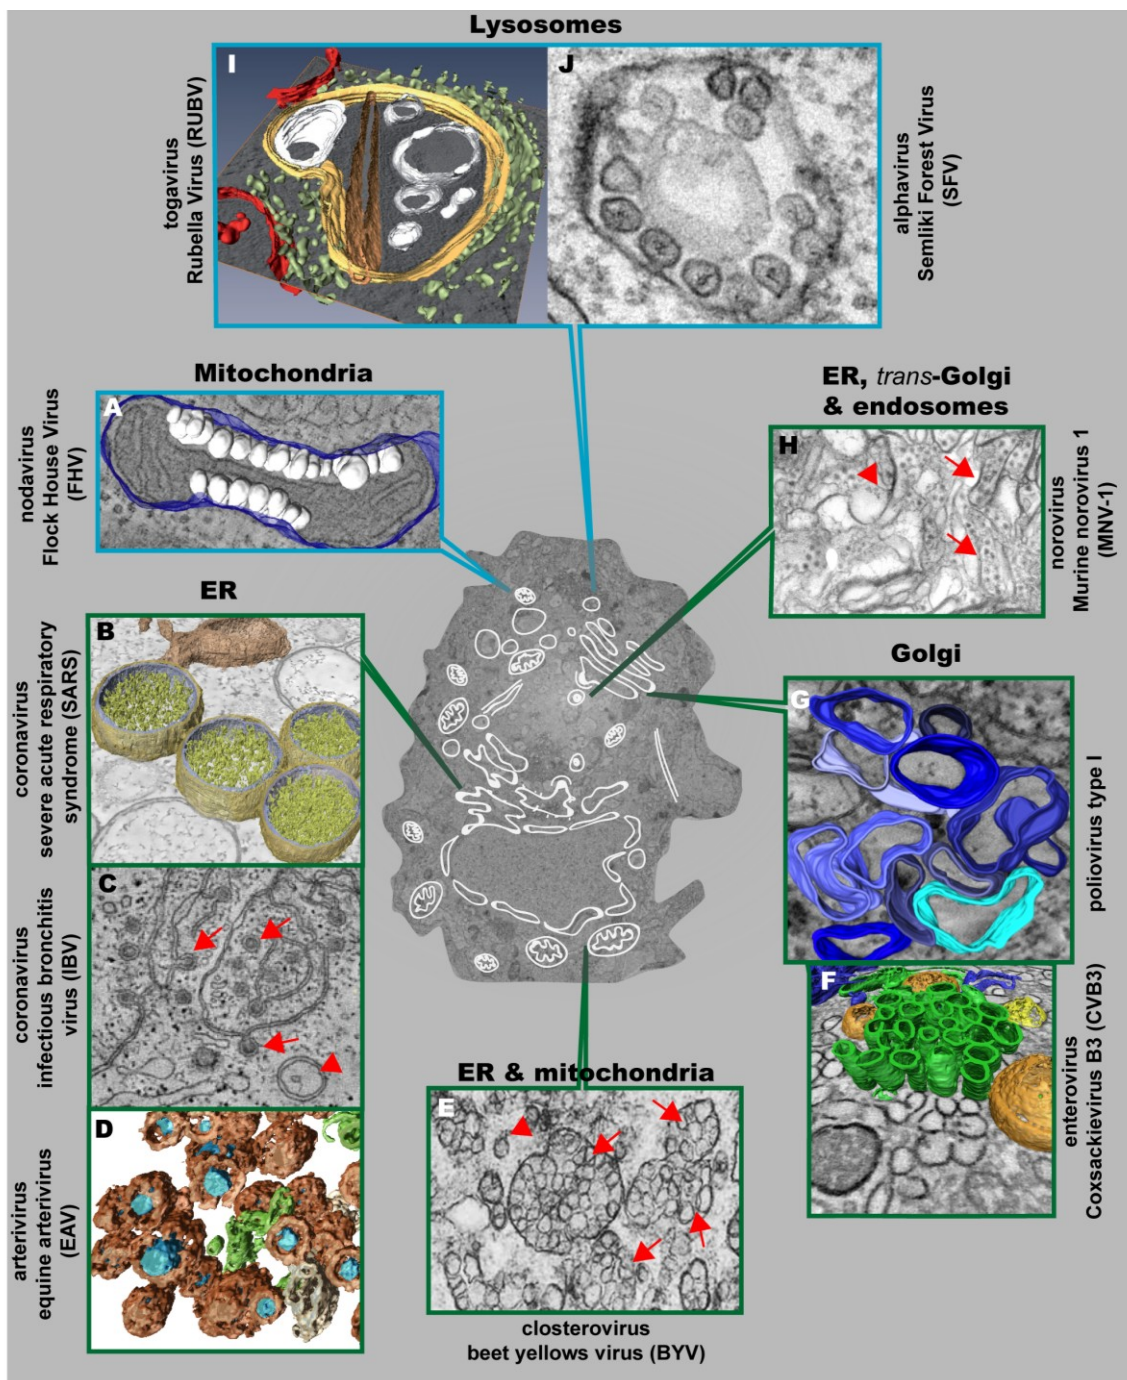 Lysosomes
I
J
togavirus
Rubella Virus (RUBV)
alphavirus
Semliki Forest Virus
(SFV)
Mitochondria
A
nodavirus
Flock House Virus
(FHV)
ER, trans-Golgi
& endosomes
H
norovirus
Murine norovirus 1
(MNV-1)
ER
B
coronavirus
severe acute respiratory
syndrome (SARS)
C
coronavirus
infectious bronchitis
virus (IBV)
D
arterivirus
equine arterivirus
(EAV)
Golgi
G
poliovirus type I
F
enterovirus
Coxsackievirus B3 (CVB3)
ER & mitochondria
E
closterovirus
beet yellows virus (BYV)